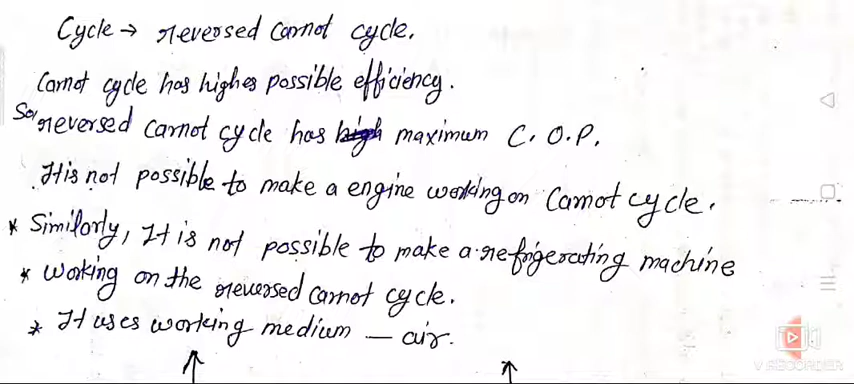 Cycle → reversed Carnot cycle.
Carnot cycle has highes possible efficiency.
So, reversed Carnot cycle has high maximum C.O.P.
It is not possible to make a engine working on Carnot cycle.
* Similarly, It is not possible to make a refrigerating machine
* working on the reversed Carnot cycle.
* It uses working medium — air.
V RECORDER